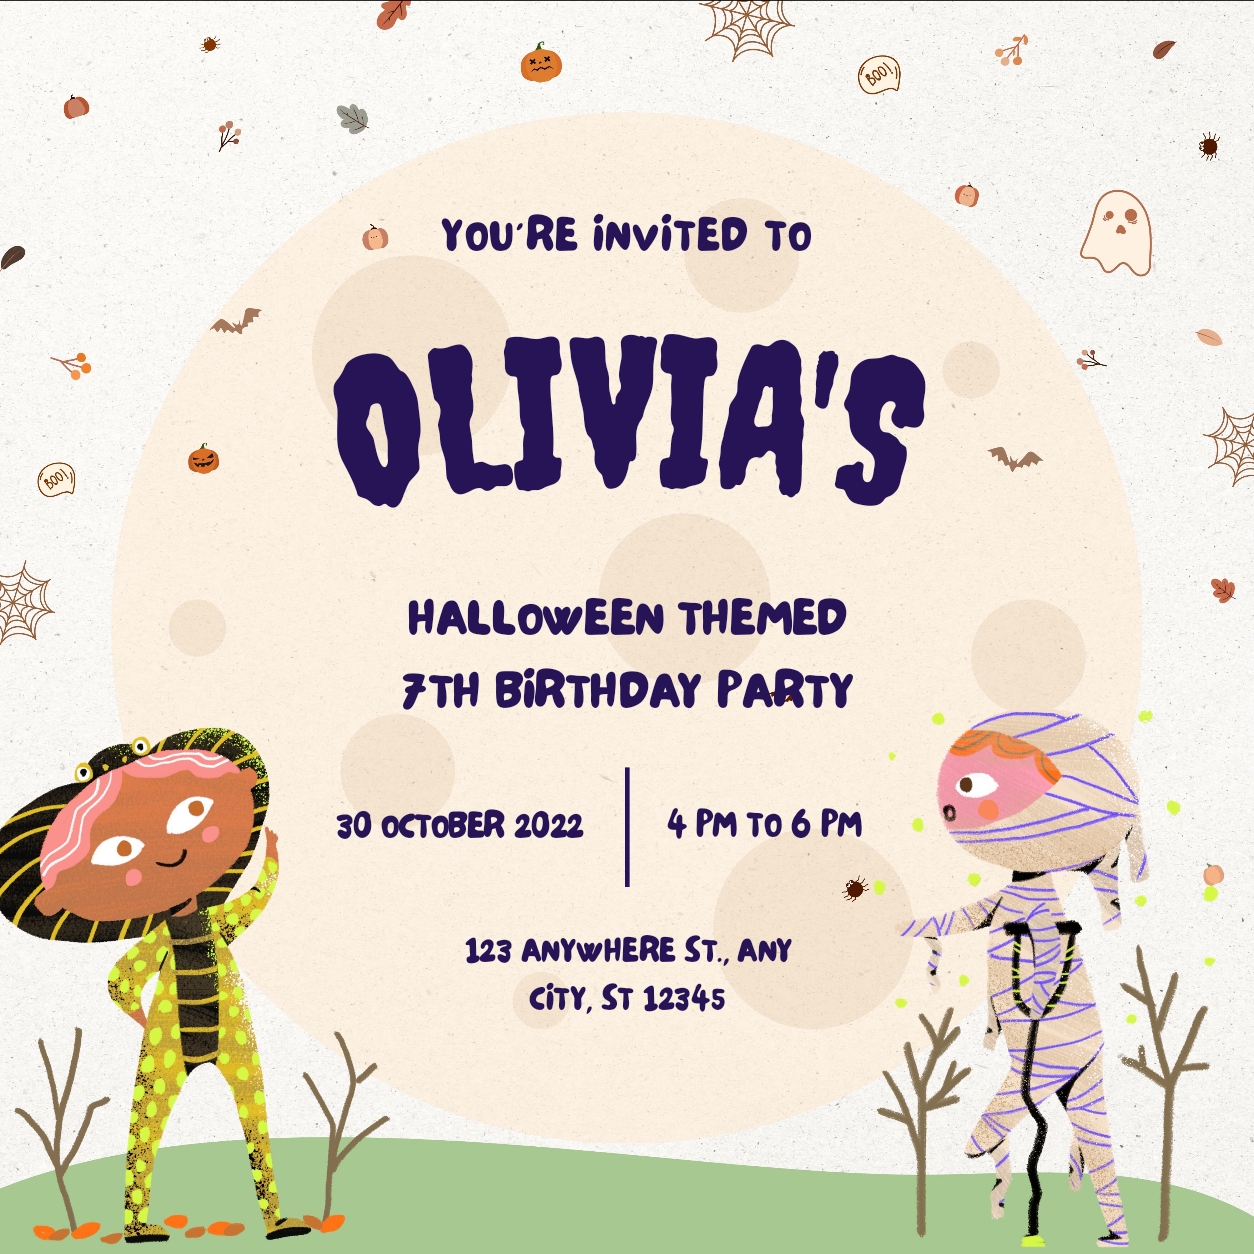 BOO!
YOU'RE INVITED TO
OLIVIA'S
BOO!
HALLOWEEN THEMED
7TH BIRTHDAY PARTY
30 OCTOBER 2022
4 PM TO 6 PM
123 ANYWHERE ST., ANY
CITY, ST 12345